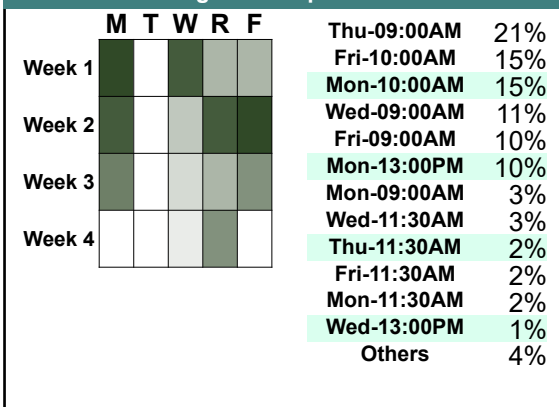 M T W R F
Week 1
Week 2
Week 3
Week 4
Thu-09:00AM 21%
Fri-10:00AM 15%
Mon-10:00AM 15%
Wed-09:00AM 11%
Fri-09:00AM 10%
Mon-13:00PM 10%
Mon-09:00AM 3%
Wed-11:30AM 3%
Thu-11:30AM 2%
Fri-11:30AM 2%
Mon-11:30AM 2%
Wed-13:00PM 1%
Others 4%